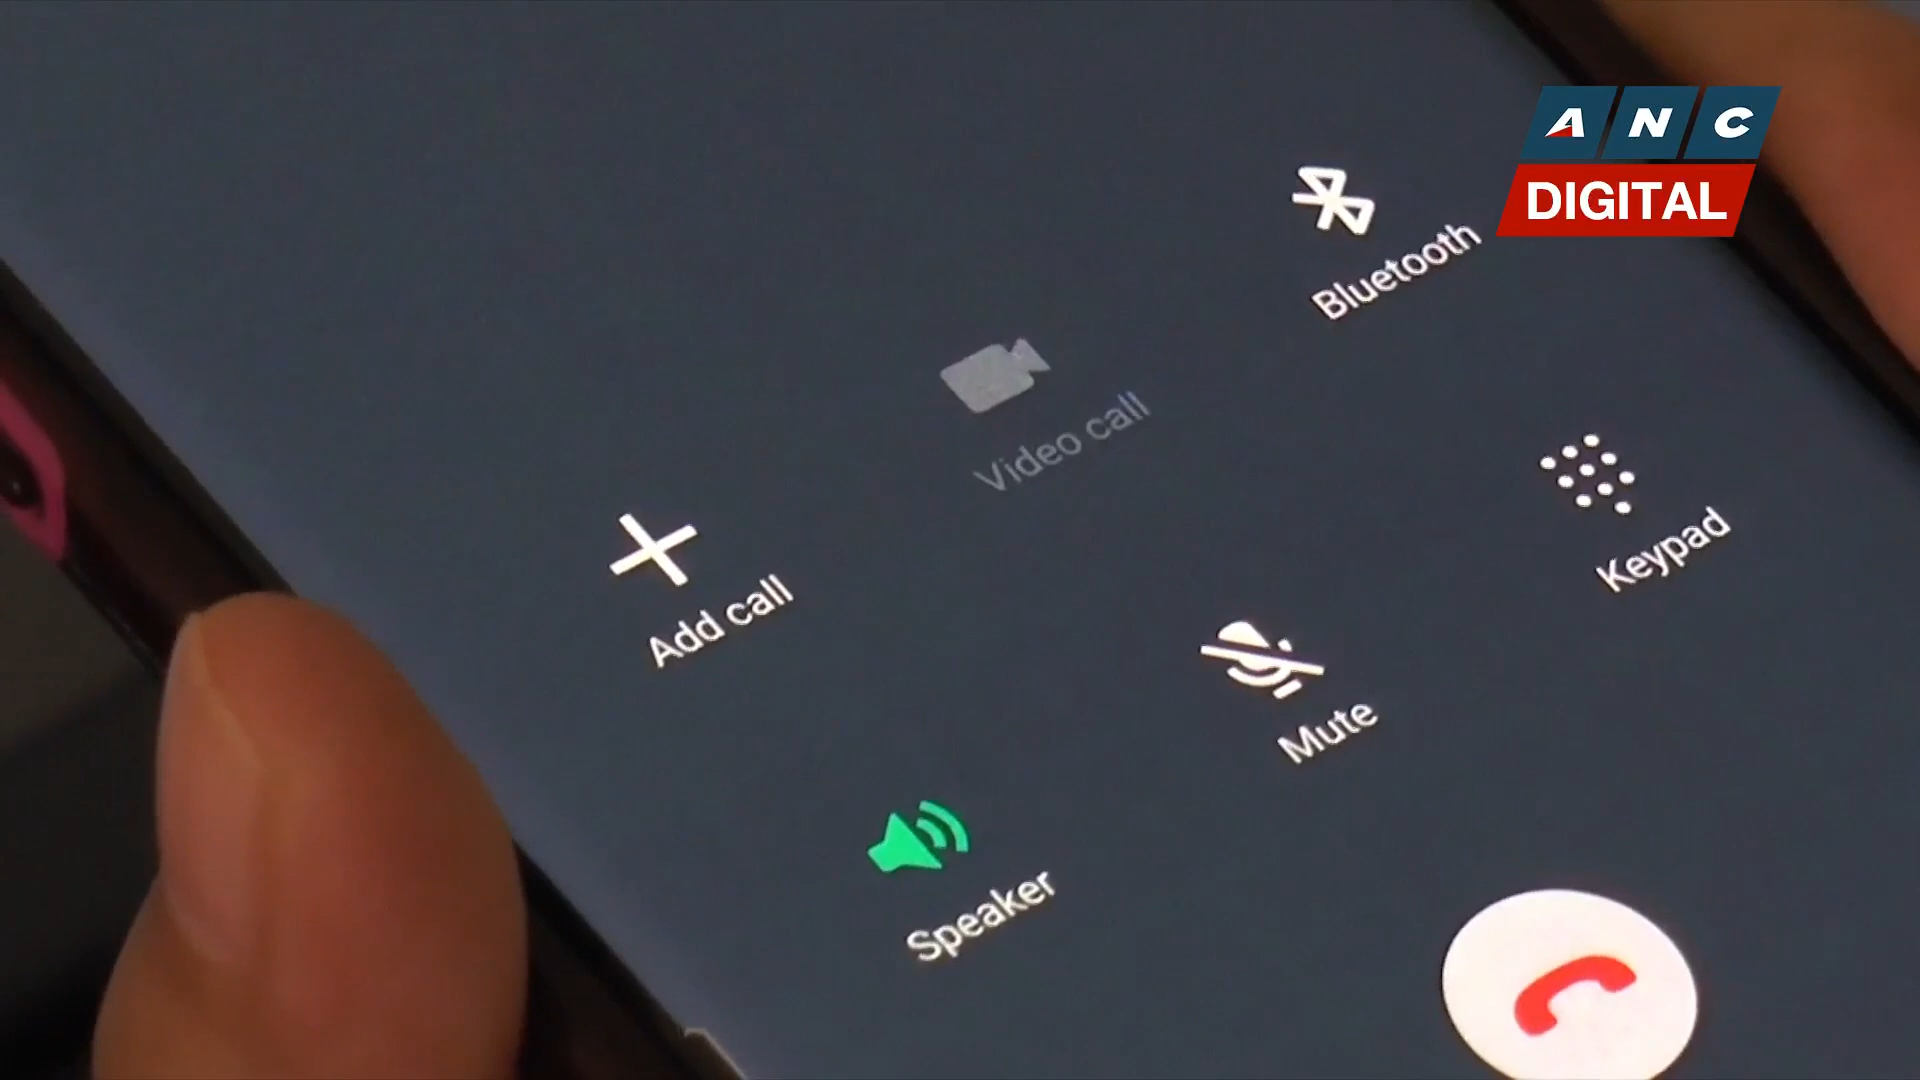 ANC
DIGITAL
Bluetooth
Video call
Add call
Keypad
Mute
Speaker